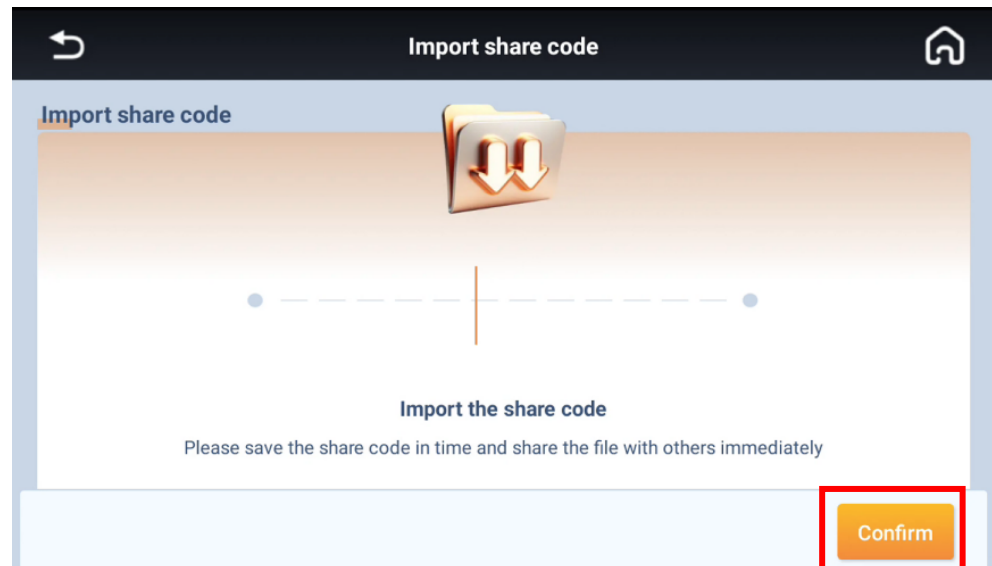 Import share code
Import share code
Import the share code
Please save the share code in time and share the file with others immediately
Confirm